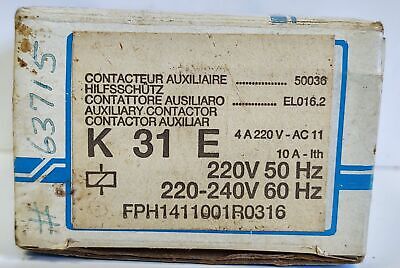 CONTACTEUR AUXILIAIRE .............. 50036
HILFSSCHÜTZ
CONTATTORE AUSILIARO .......... EL016.2
AUXILIARY CONTACTOR
CONTACTOR AUXILIAR
K 31 E
4 A 220 V - AC 11
10 A - Ith
220V 50 Hz
220-240V 60 Hz
FPH1411001R0316
# 63715